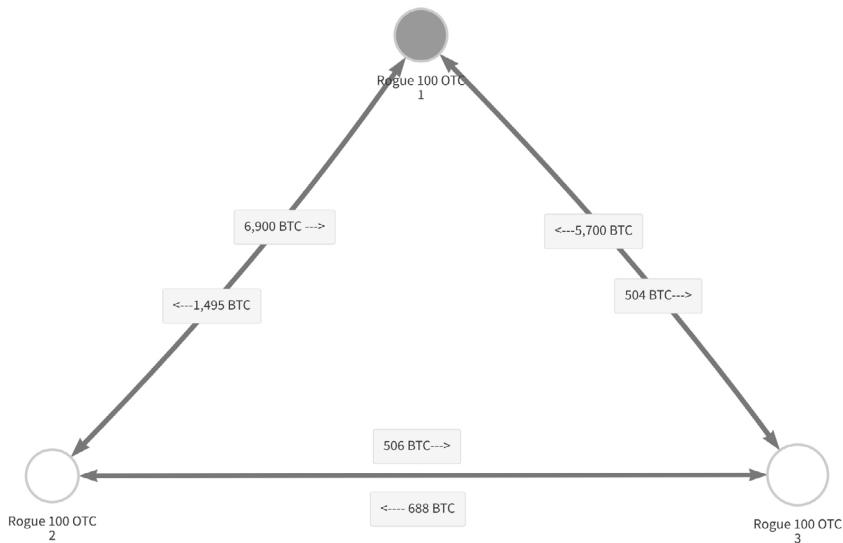 Rogue 100 OTC
1
6,900 BTC --->
<---5,700 BTC
504 BTC--->
<---1,495 BTC
506 BTC--->
<---- 688 BTC
Rogue 100 OTC
2
Rogue 100 OTC
3